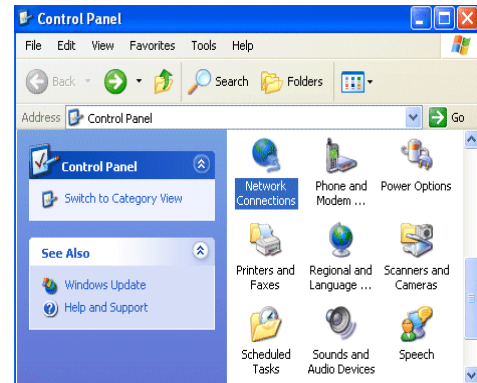 Control Panel
File Edit View Favorites Tools Help
Back Search Folders
Address Control Panel Go
Control Panel
Switch to Category View
See Also
Windows Update
Help and Support
Network Connections
Phone and Modem ...
Power Options
Printers and Faxes
Regional and Language ...
Scanners and Cameras
Scheduled Tasks
Sounds and Audio Devices
Speech